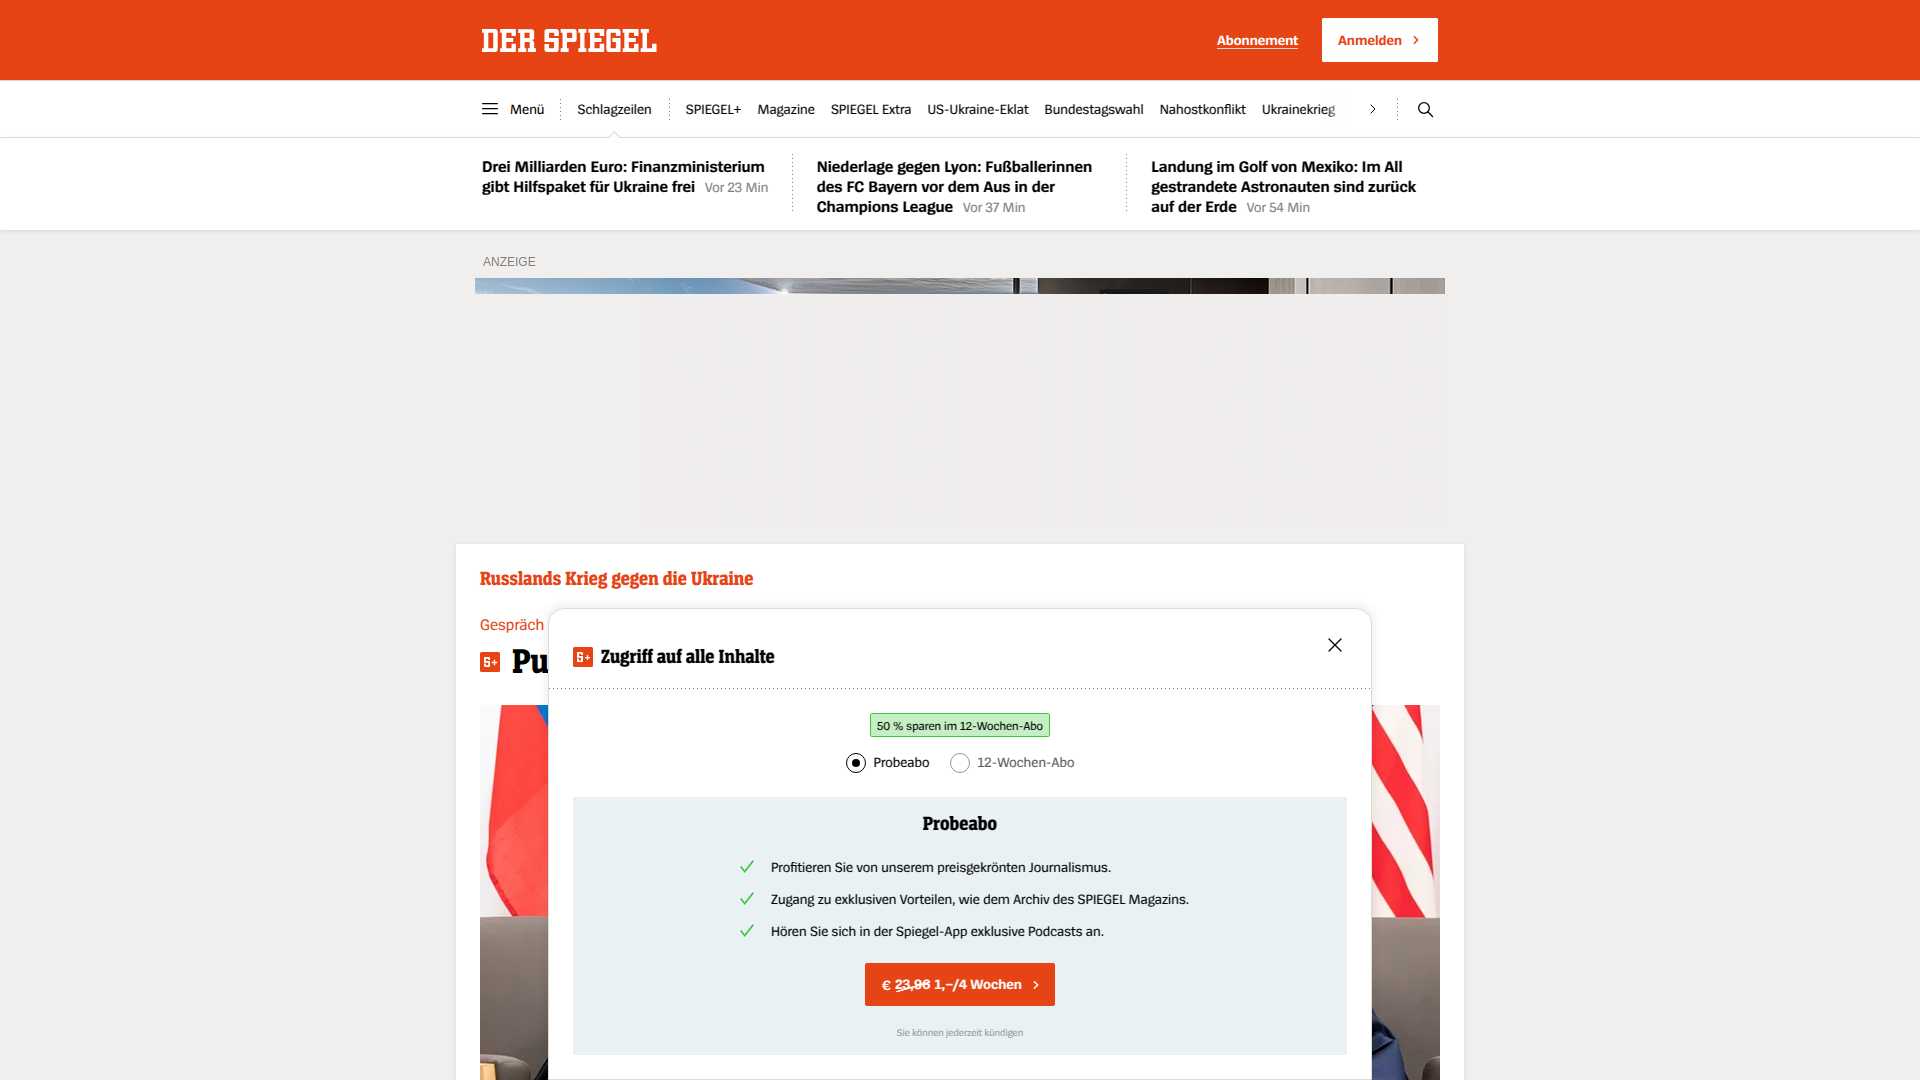 DER SPIEGEL
Abonnement
Anmelden
Menü
Schlagzeilen
SPIEGEL+
Magazine
SPIEGEL Extra
US-Ukraine-Eklat
Bundestagswahl
Nahostkonflikt
Ukrainekrieg
Drei Milliarden Euro: Finanzministerium
gibt Hilfspaket für Ukraine frei Vor 23 Min
Niederlage gegen Lyon: Fußballerinnen
des FC Bayern vor dem Aus in der
Champions League Vor 37 Min
Landung im Golf von Mexiko: Im All
gestrandete Astronauten sind zurück
auf der Erde Vor 54 Min
ANZEIGE
Russlands Krieg gegen die Ukraine
Gespräch
S+ Pu
S+ Zugriff auf alle Inhalte
50 % sparen im 12-Wochen-Abo
Probeabo
12-Wochen-Abo
Probeabo
Profitieren Sie von unserem preisgekrönten Journalismus.
Zugang zu exklusiven Vorteilen, wie dem Archiv des SPIEGEL Magazins.
Hören Sie sich in der Spiegel-App exklusive Podcasts an.
€ 23,96 1,–/4 Wochen
Sie können jederzeit kündigen